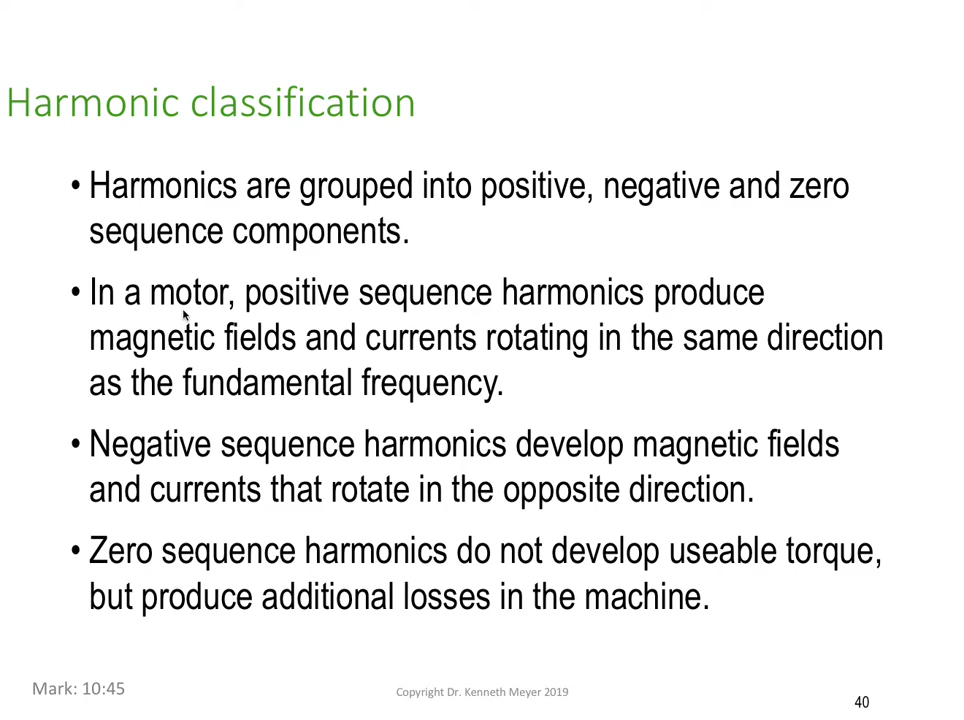 Harmonic classification
• Harmonics are grouped into positive, negative and zero
sequence components.
• In a motor, positive sequence harmonics produce
magnetic fields and currents rotating in the same direction
as the fundamental frequency.
• Negative sequence harmonics develop magnetic fields
and currents that rotate in the opposite direction.
• Zero sequence harmonics do not develop useable torque,
but produce additional losses in the machine.
Mark: 10:45
Copyright Dr. Kenneth Meyer 2019
40